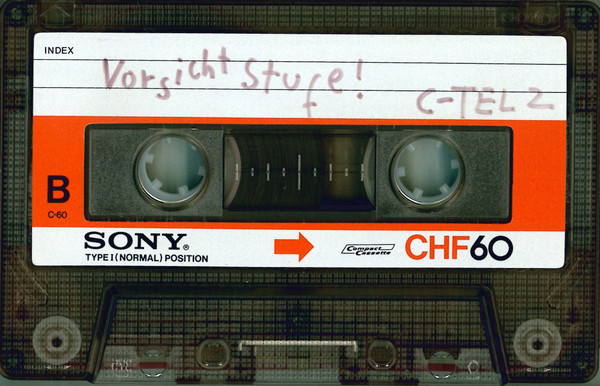 INDEX
Vorsicht Stufe!
C-TEL 2
B
C-60
SONY®
TYPE I (NORMAL) POSITION
Compact Cassette
CHF60